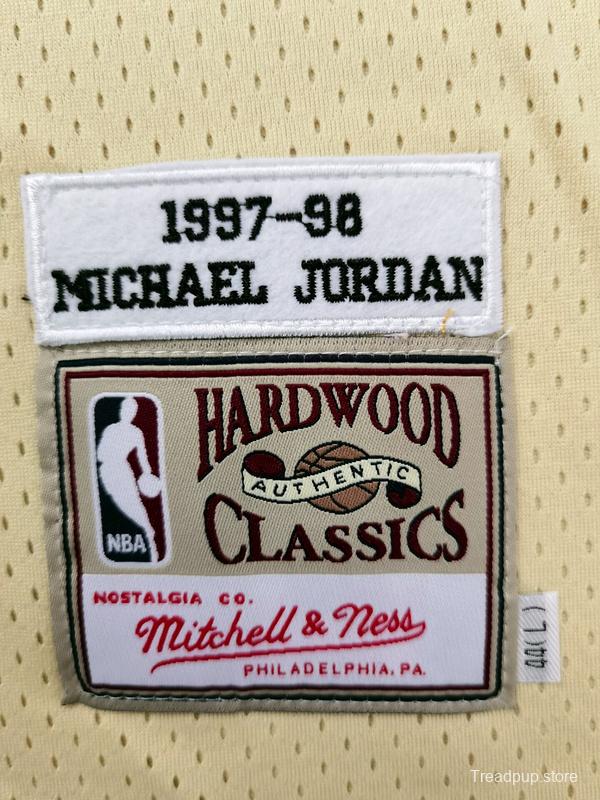 1997-98
MICHAEL JORDAN
HARDWOOD
AUTHENTIC
CLASSICS
NBA
NOSTALGIA CO.
Mitchell & Ness
PHILADELPHIA, PA.
44(L)
Treadpup.store